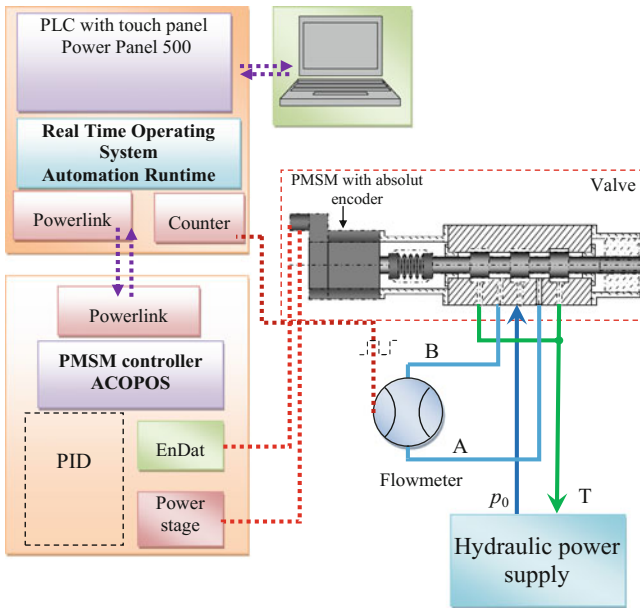 PLC with touch panel
Power Panel 500
Real Time Operating
System
Automation Runtime
Powerlink
Counter
PMSM with absolut
encoder
Valve
Powerlink
PMSM controller
ACOPOS
PID
EnDat
Power
stage
B
A
Flowmeter
p0
T
Hydraulic power
supply